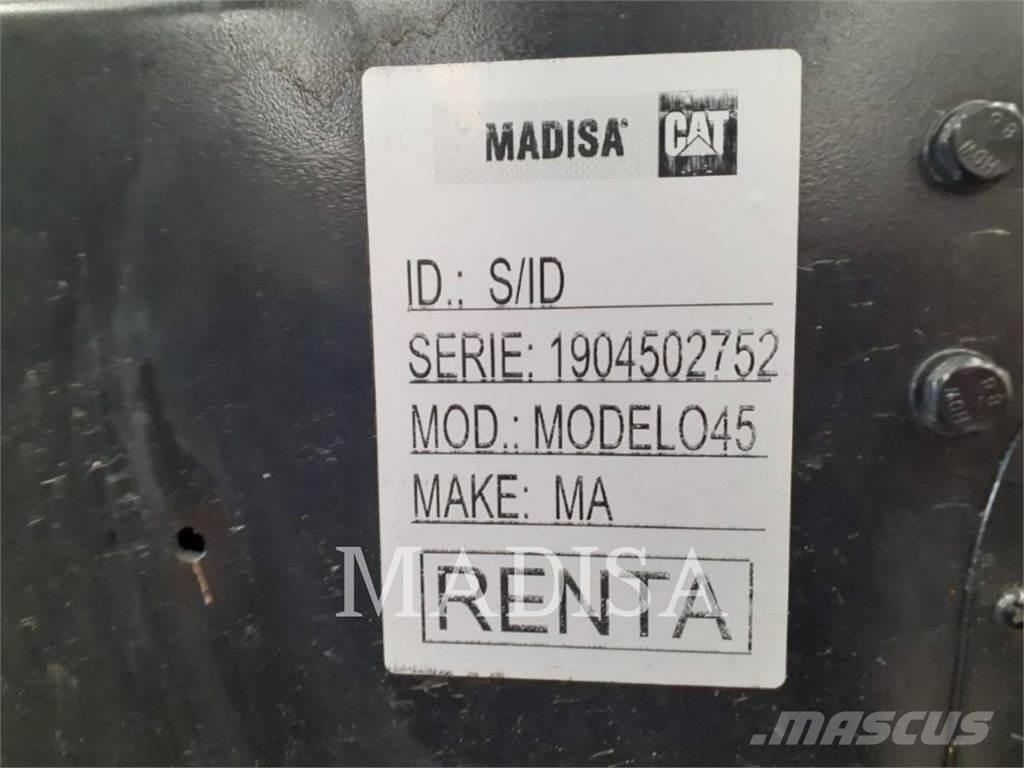 MADISA® CAT
ID.: S/ID
SERIE: 1904502752
MOD.: MODELO45
MAKE: MA
MADISA
RENTA
MASCUS